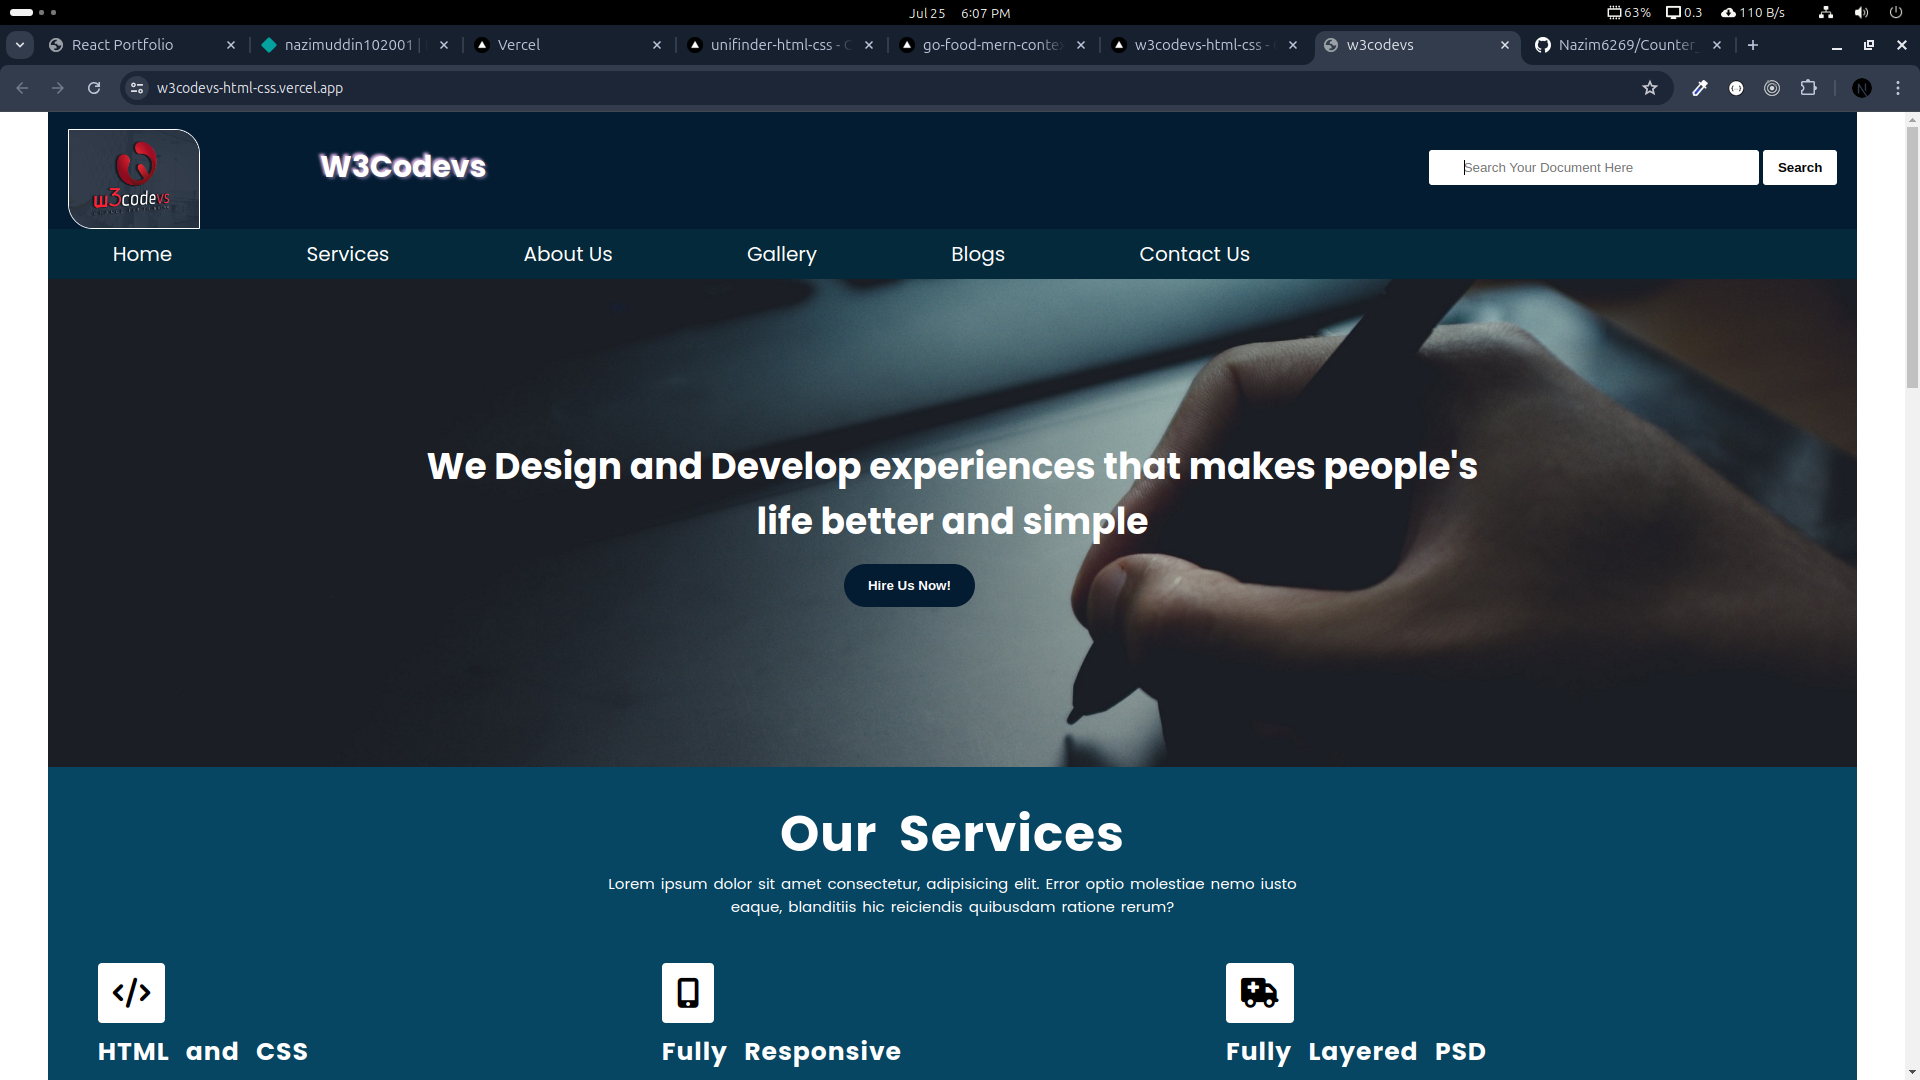 Jul 25 6:07 PM
63% 0.3 110 B/s
React Portfolio
nazimuddin102001 |
Vercel
unifinder-html-css -
go-food-mern-conte
w3codevs-html-css -
w3codevs
Nazim6269/Counter_
w3codevs-html-css.vercel.app
N
w3codevs
W3Codevs
Search Your Document Here
Search
Home
Services
About Us
Gallery
Blogs
Contact Us
We Design and Develop experiences that makes people's
life better and simple
Hire Us Now!
Our Services
Lorem ipsum dolor sit amet consectetur, adipisicing elit. Error optio molestiae nemo iusto
eaque, blanditiis hic reiciendis quibusdam ratione rerum?
HTML and CSS
Fully Responsive
Fully Layered PSD